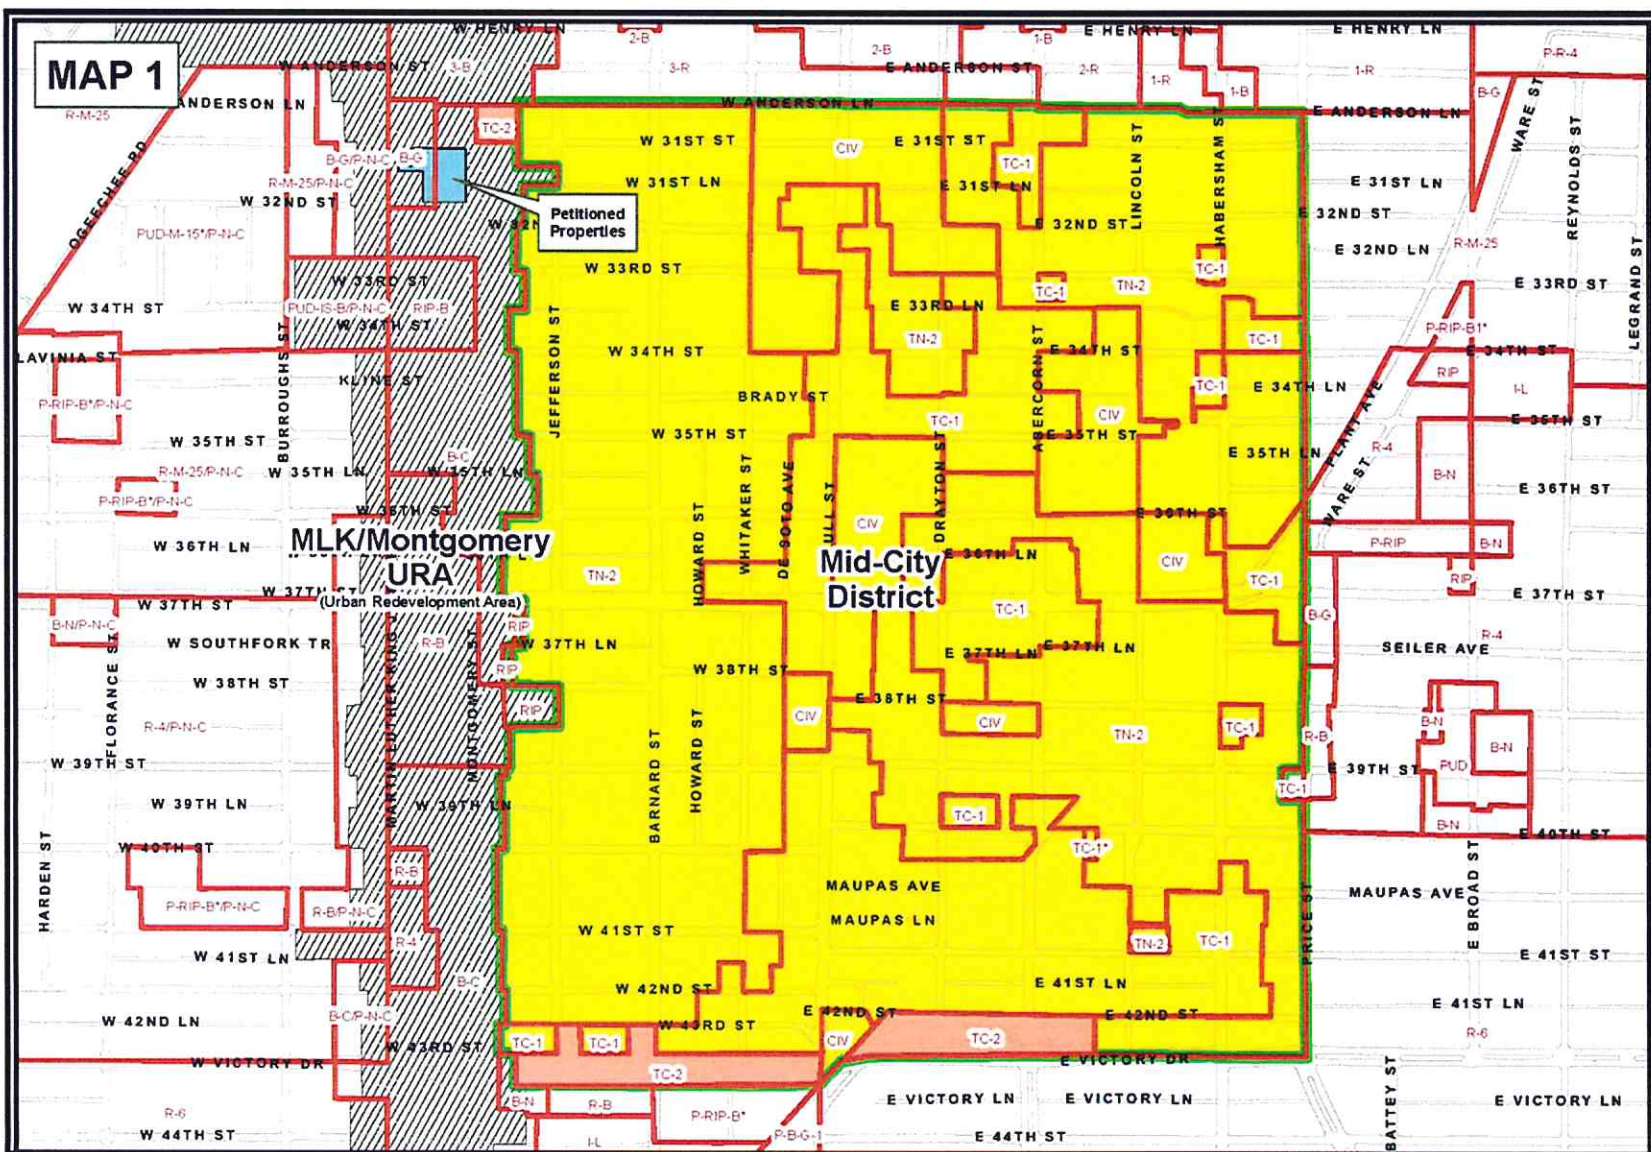 MAP 1
W HENRY LN
E HENRY LN
E HENRY LN
2-B
2-B
1-B
P-R-4
W ANDERSON ST
3-B
3-R
E ANDERSON ST
2-R
1-R
1-B
1-R
B-G
ANDERSON LN
W ANDERSON LN
E ANDERSON LN
R-M-25
TC-2
W 31ST ST
CIV
E 31ST ST
TC-1
LINCOLN ST
HABERSHAM ST
WARE ST
REYNOLDS ST
OGEECHEE RD
B-G/P-N-C
B-G
R-M-25/P-N-C
W 31ST LN
E 31ST LN
E 31ST LN
W 32ND ST
Petitioned
Properties
E 32ND ST
E 32ND ST
PUD-M-15*/P-N-C
E 32ND LN
R-M-25
LEGRAND ST
W 33RD ST
W 33RD ST
TC-1
TC-1
TN-2
E 33RD ST
W 34TH ST
PUD-IS-B/P-N-C
RIP-B
W 34TH ST
E 33RD LN
TN-2
P-RIP-B1*
LAVINIA ST
BURROUGHS ST
JEFFERSON ST
W 34TH ST
ABERCORN ST
E 34TH ST
TC-1
E 34TH ST
KLINE ST
RIP
I-L
P-RIP-B*/P-N-C
BRADY ST
TC-1
E 34TH LN
PLANT AVE
TC-1
CIV
E 35TH ST
W 35TH ST
W 35TH ST
E 35TH ST
R-4
B-C
E 35TH LN
R-M-25/P-N-C
W 35TH LN
W 35TH LN
WHITAKER ST
DE SOTO AVE
DRAYTON ST
B-N
P-RIP-B*/P-N-C
E 36TH ST
WARE ST
W 36TH ST
HOWARD ST
CIV
E 36TH ST
W 36TH LN
MLK/Montgomery
URA
(Urban Redevelopment Area)
Mid-City
District
E 36TH LN
CIV
P-RIP
B-N
W 37TH ST
W 37TH ST
TN-2
TC-1
TC-1
RIP
E 37TH ST
B-N/P-N-C
B-G
RIP
FLORANCE ST
W SOUTHFORK TR
R-B
W 37TH LN
E 37TH LN
E 37TH LN
R-4
SEILER AVE
RIP
W 38TH ST
W 38TH ST
E 38TH ST
RIP
CIV
CIV
R-4/P-N-C
MONTGOMERY ST
HOWARD ST
BARNARD ST
TN-2
TC-1
R-B
B-N
B-N
W 39TH ST
E 39TH ST
PUD
TC-1
W 39TH LN
W 39TH LN
TC-1
B-N
HARDEN ST
W 40TH ST
E 40TH ST
TC-1*
R-B
MAUPAS AVE
MAUPAS AVE
PRICE ST
E BROAD ST
P-RIP-B*/P-N-C
R-B/P-N-C
MAUPAS LN
W 41ST ST
R-4
TN-2
TC-1
W 41ST LN
E 41ST ST
B-C
W 42ND ST
E 41ST LN
E 41ST LN
W 42ND LN
B-C/P-N-C
E 42ND ST
E 42ND ST
W 43RD ST
W 43RD ST
TC-1
TC-1
CIV
TC-2
R-6
W VICTORY DR
E VICTORY DR
TC-2
BATTEY ST
B-N
R-B
E VICTORY LN
E VICTORY LN
E VICTORY LN
R-6
P-RIP-B*
W 44TH ST
I-L
P-B-G-1
E 44TH ST